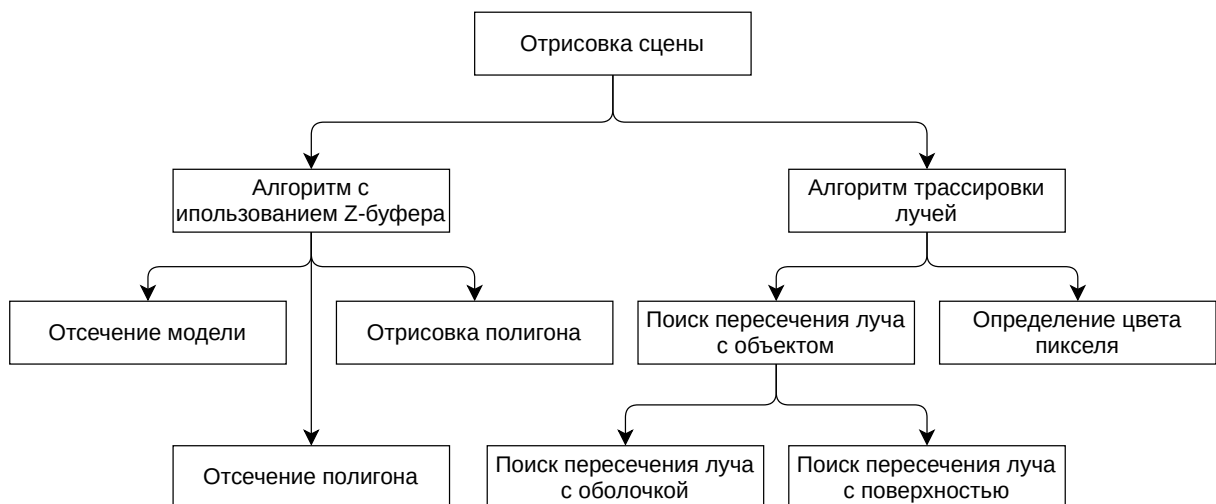 Отрисовка сцены
Алгоритм с
ипользованием Z-буфера
Алгоритм трассировки
лучей
Отсечение модели
Отрисовка полигона
Поиск пересечения луча
с объектом
Определение цвета
пикселя
Отсечение полигона
Поиск пересечения луча
с оболочкой
Поиск пересечения луча
с поверхностью